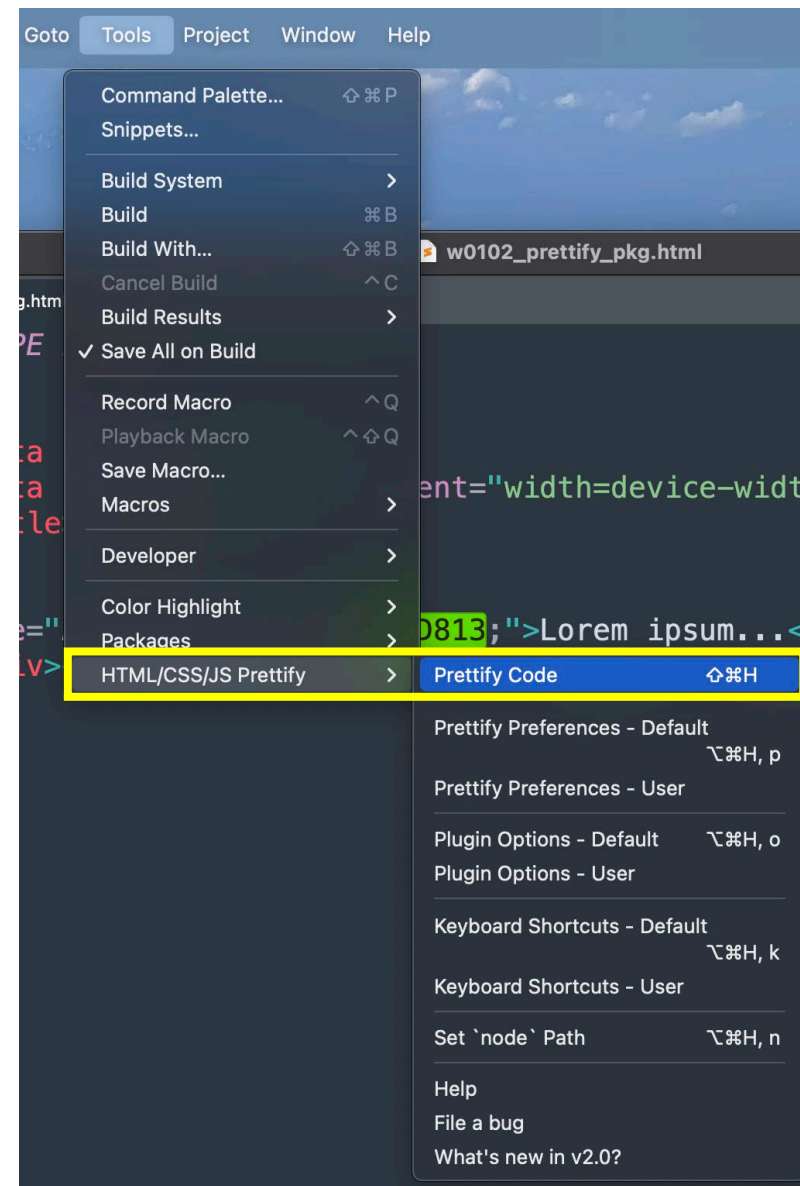 Goto Tools Project Window Help
Command Palette... ⇧⌘P
Snippets...
Build System >
Build ⌘B
Build With... ⇧⌘B
w0102_prettify_pkg.html
Cancel Build ^C
g.htm
Build Results >
PE
✓ Save All on Build
Record Macro ^Q
Playback Macro ^⇧Q
ta
Save Macro...
ta
ent="width=device-widt
Macros >
tle
Developer >
Color Highlight >
e="
D813;">Lorem ipsum...<
Packages >
iv>
HTML/CSS/JS Prettify >
Prettify Code ⇧⌘H
Prettify Preferences - Default
⌥⌘H, p
Prettify Preferences - User
Plugin Options - Default ⌥⌘H, o
Plugin Options - User
Keyboard Shortcuts - Default
⌥⌘H, k
Keyboard Shortcuts - User
Set `node` Path ⌥⌘H, n
Help
File a bug
What's new in v2.0?